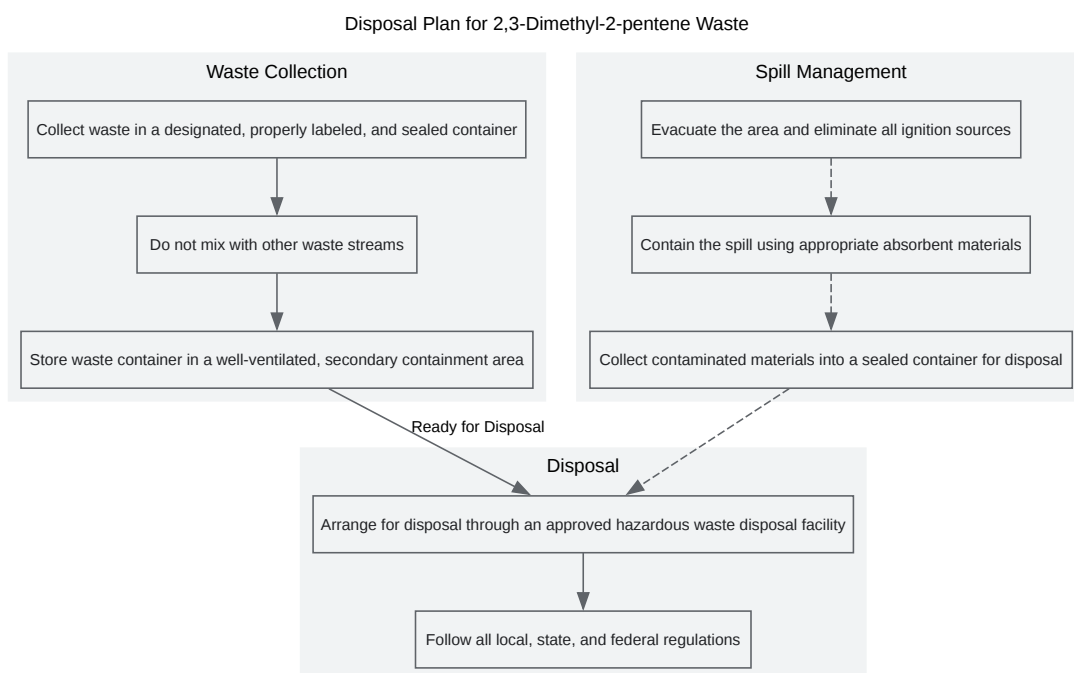 Disposal Plan for 2,3-Dimethyl-2-pentene Waste
Waste Collection
Collect waste in a designated, properly labeled, and sealed container
Do not mix with other waste streams
Store waste container in a well-ventilated, secondary containment area
Spill Management
Evacuate the area and eliminate all ignition sources
Contain the spill using appropriate absorbent materials
Collect contaminated materials into a sealed container for disposal
Ready for Disposal
Disposal
Arrange for disposal through an approved hazardous waste disposal facility
Follow all local, state, and federal regulations